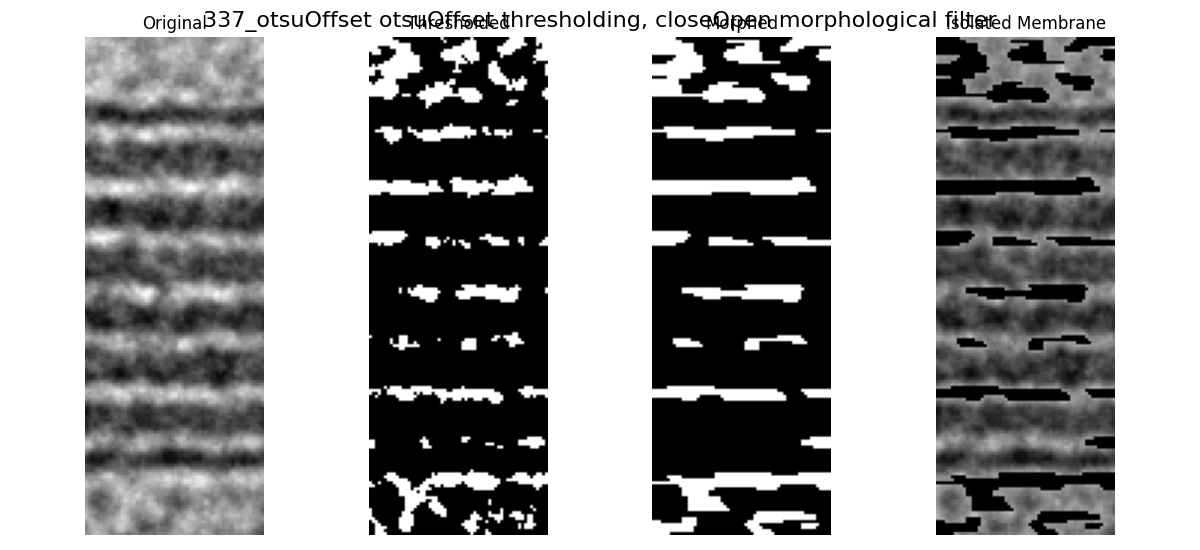 337_otsuOffset otsuOffset thresholding, closeOpen morphological filter
Original
Thresholded
Morphed
Isolated Membrane